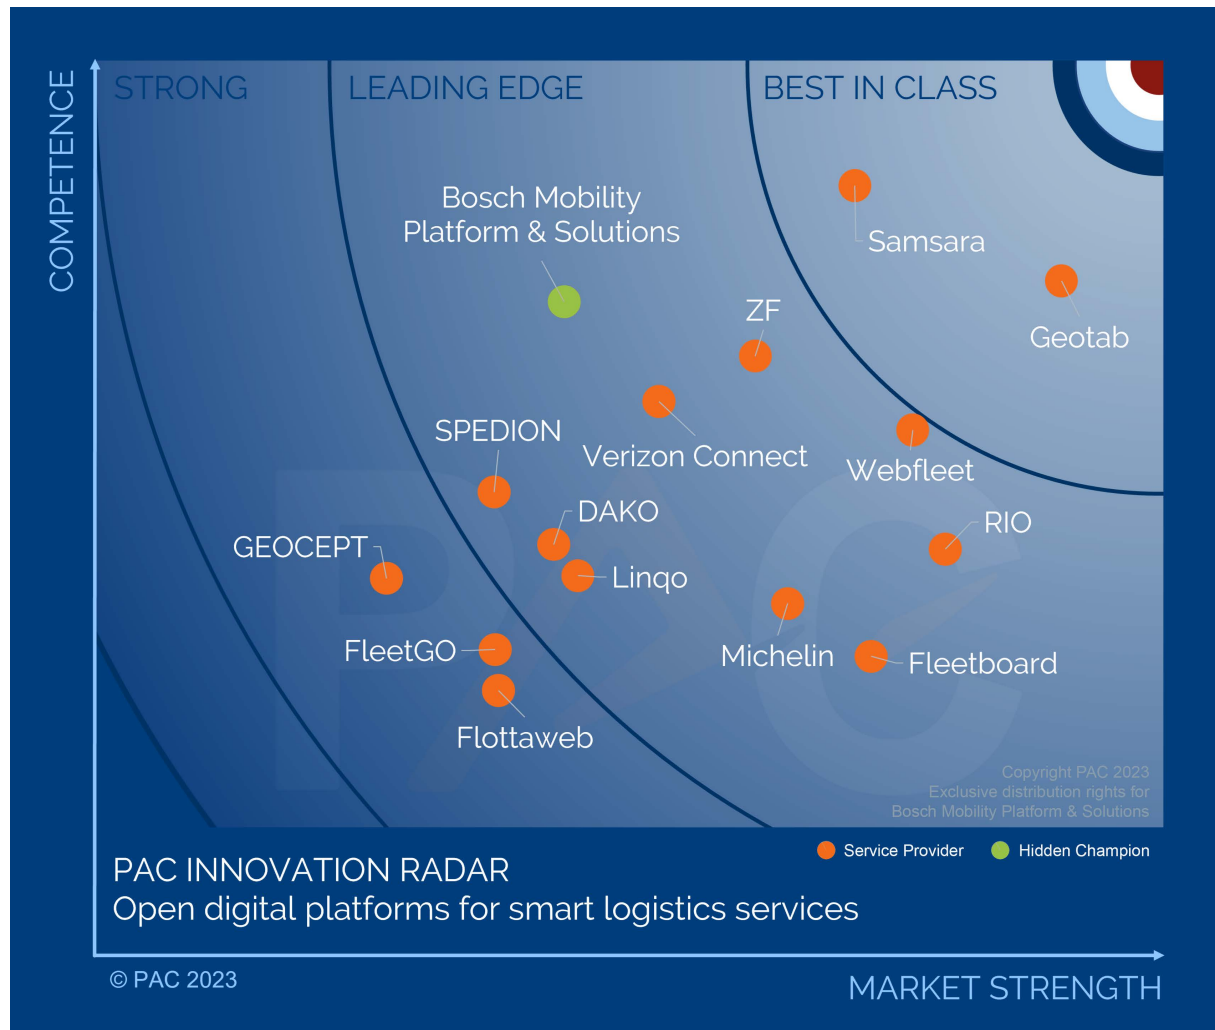 COMPETENCE
STRONG
LEADING EDGE
BEST IN CLASS
Bosch Mobility
Platform & Solutions
Samsara
Geotab
ZF
Verizon Connect
SPEDION
Webfleet
DAKO
RIO
GEOCEPT
Linqo
FleetGO
Michelin
Fleetboard
Flottaweb
PAC
Copyright PAC 2023
Exclusive distribution rights for
Bosch Mobility Platform & Solutions
Service Provider
Hidden Champion
PAC INNOVATION RADAR
Open digital platforms for smart logistics services
© PAC 2023
MARKET STRENGTH